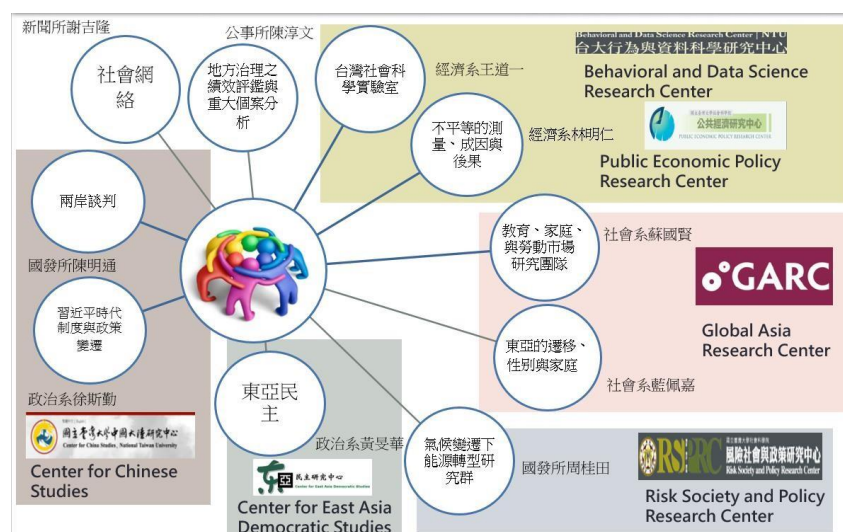 新聞所謝吉隆
社會網
絡
公事所陳淳文
地方治理之
績效評鑑與
重大個案分
析
台灣社會科
學實驗室
經濟系王道一
Behavioral and Data Science Research Center | NTU
台大行為與資料科學研究中心
Behavioral and Data Science
Research Center
不平等的測
量、成因與
後果
經濟系林明仁
公共經濟研究中心
PUBLIC ECONOMIC POLICY RESEARCH CENTER
Public Economic Policy
Research Center
兩岸談判
國發所陳明通
習近平時代
制度與政策
變遷
政治系徐斯勤
國立臺灣大學中國大陸研究中心
Center for China Studies, National Taiwan University
Center for Chinese
Studies
教育、家庭、
與勞動市場
研究團隊
社會系蘇國賢
GARC
Global Asia
Research Center
東亞的遷移、
性別與家庭
社會系藍佩嘉
東亞民
主
政治系黃旻華
東亞民主研究中心
Center for East Asia Democratic Studies
Center for East Asia
Democratic Studies
氣候變遷下
能源轉型研
究群
國發所周桂田
RSPRC
風險社會與政策研究中心
Risk Society and Policy Research Center
Risk Society and Policy
Research Center